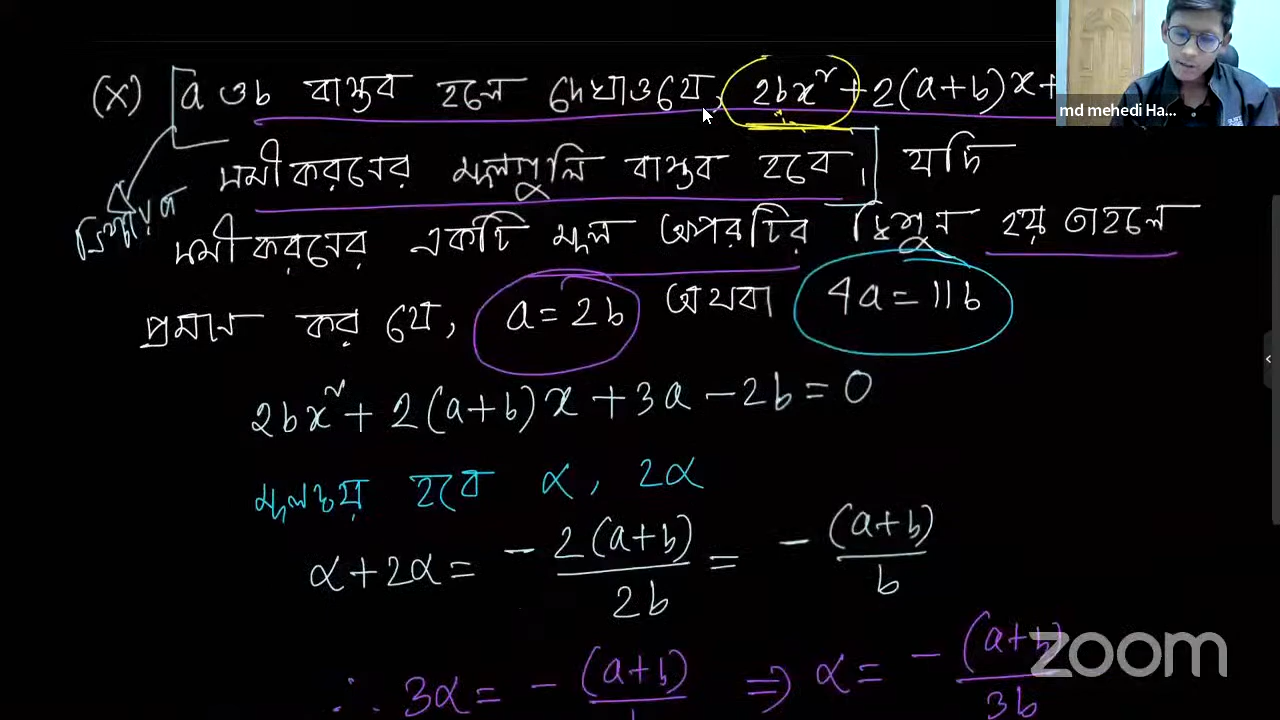 (x) a ও b বাস্তব হলে দেখাও যে, 2bx² + 2(a+b)x +
md mehedi Ha...
সমীকরণের মূলগুলি বাস্তব হবে, যদি
নিশ্চায়ক
সমীকরণের একটি মূল অপরটির দ্বিগুন হয় তাহলে
প্রমান কর যে, a = 2b অথবা 4a = 11b
2bx² + 2(a+b)x + 3a - 2b = 0
মূলদ্বয় হবে α, 2α
α + 2α = - 2(a+b)/2b = - (a+b)/b
∴ 3α = - (a+b)/b ⇒ α = - (a+b)/3b
zoom